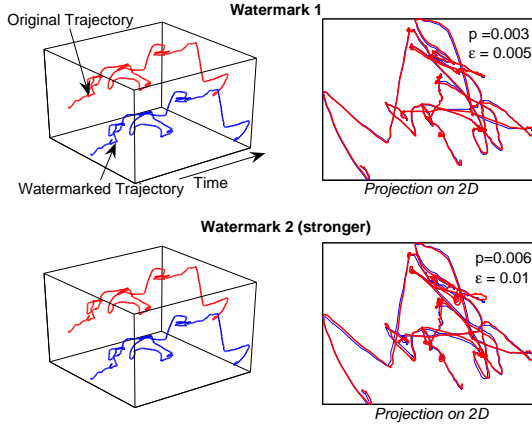 Watermark 1
Original Trajectory
p =0.003
ε = 0.005
Watermarked Trajectory
Time
Projection on 2D
Watermark 2 (stronger)
p=0.006
ε = 0.01
Projection on 2D